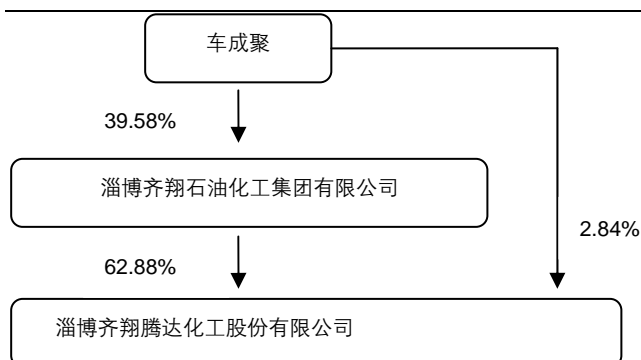 车成聚
39.58%
淄博齐翔石油化工集团有限公司
2.84%
62.88%
淄博齐翔腾达化工股份有限公司